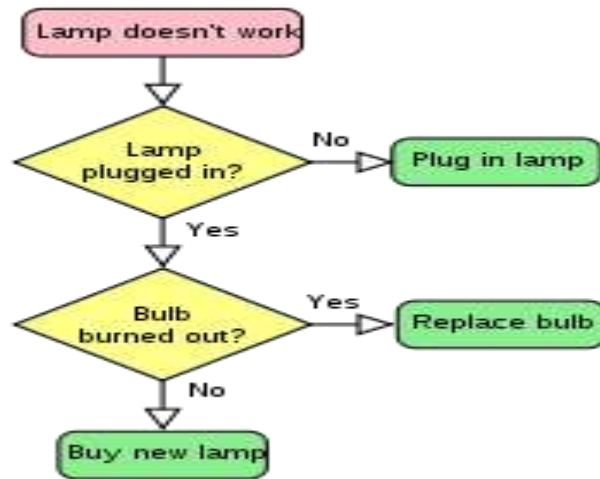 Lamp doesn't work
Lamp
plugged in?
No
Plug in lamp
Yes
Bulb
burned out?
Yes
Replace bulb
No
Buy new lamp